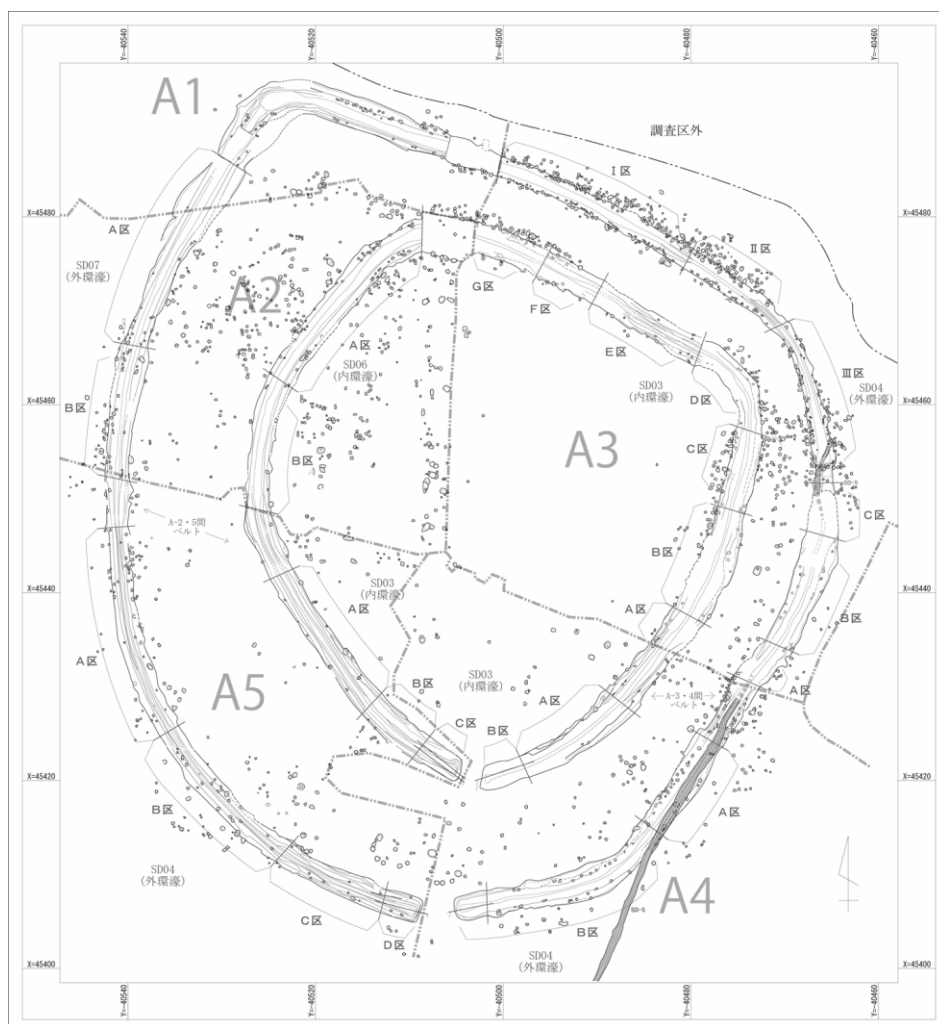 Y=-40540
Y=-40520
Y=-40500
Y=-40480
Y=-40460
A1
調査区外
Ⅰ区
X=45480
X=45480
A区
Ⅱ区
SD07
(外環濠)
A2
G区
F区
A区
Ⅲ区
SD06
(内環濠)
E区
SD03
(内環濠)
SD04
(外環濠)
D区
X=45460
X=45460
B区
A3
C区
B区
SD-5
C区
A-2・5間
ベルト
B区
X=45440
X=45440
SD03
(内環濠)
A区
B区
A区
A区
SD03
(内環濠)
A区
A区
B区
A-3・4間
ベルト
A5
C区
B区
X=45420
X=45420
B区
A区
SD04
(外環濠)
A4
SD-5
C区
B区
D区
SD04
(外環濠)
X=45400
X=45400
Y=-40540
Y=-40520
Y=-40500
Y=-40480
Y=-40460